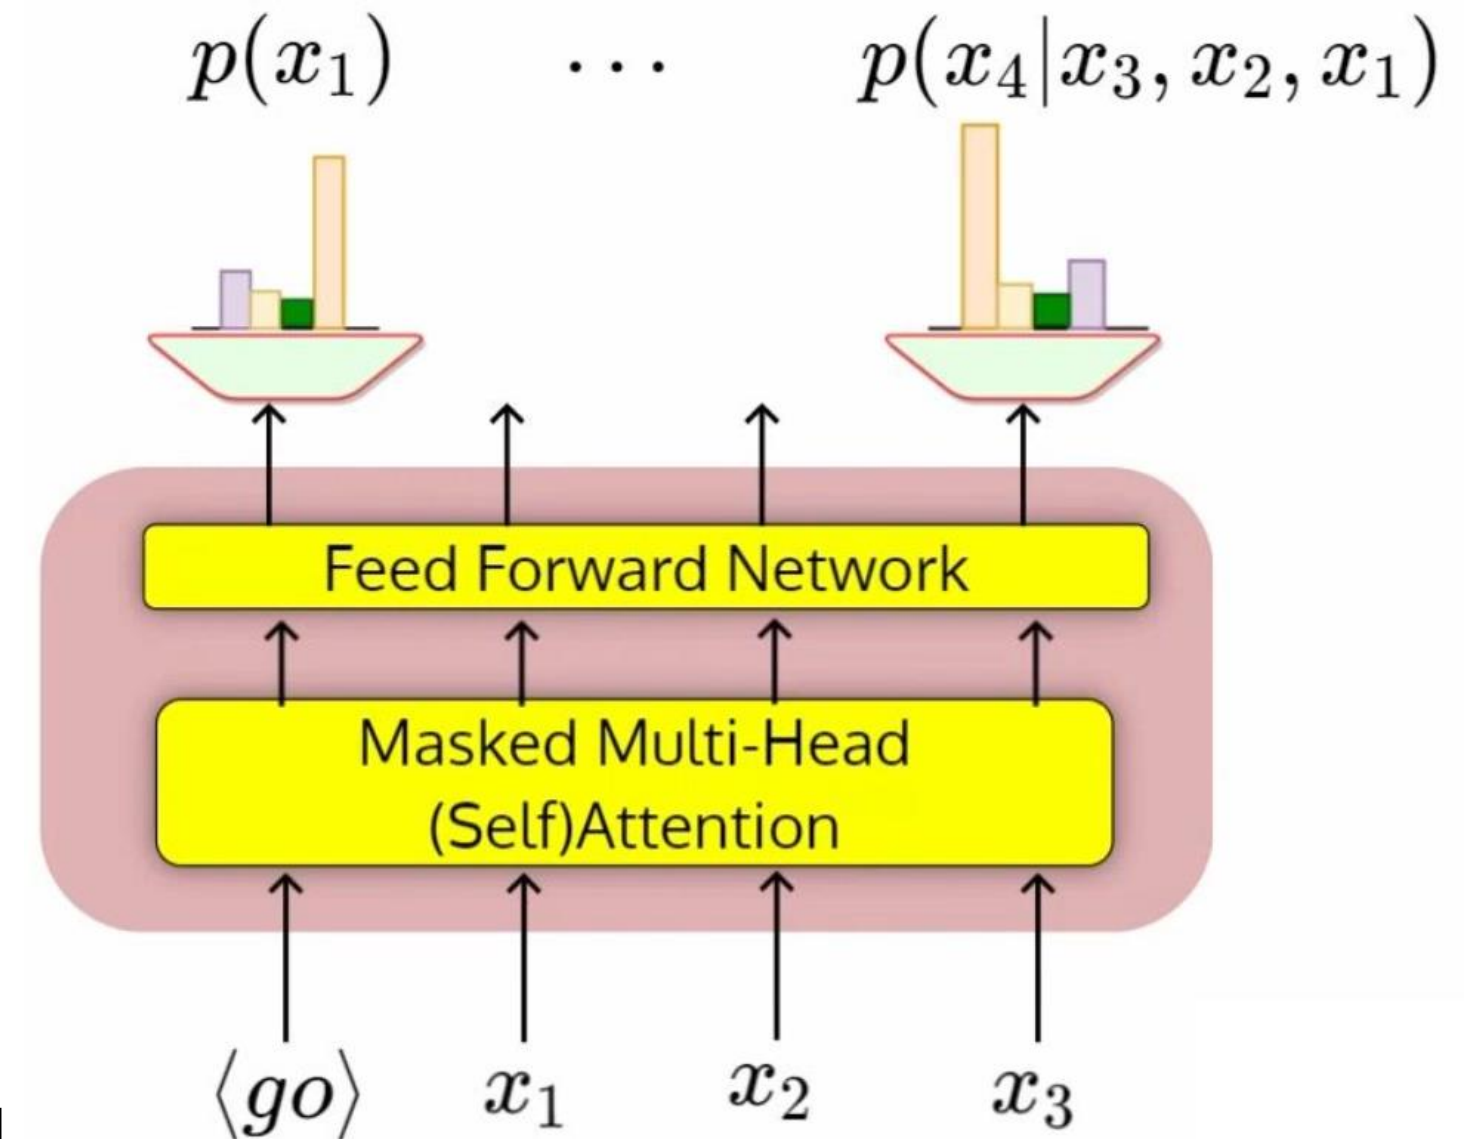 p(x₁) ... p(x₄|x₃, x₂, x₁)
Feed Forward Network
Masked Multi-Head
(Self)Attention
⟨go⟩ x₁ x₂ x₃